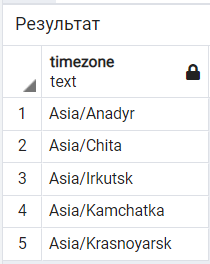 Результат
timezone
text
1 Asia/Anadyr
2 Asia/Chita
3 Asia/Irkutsk
4 Asia/Kamchatka
5 Asia/Krasnoyarsk